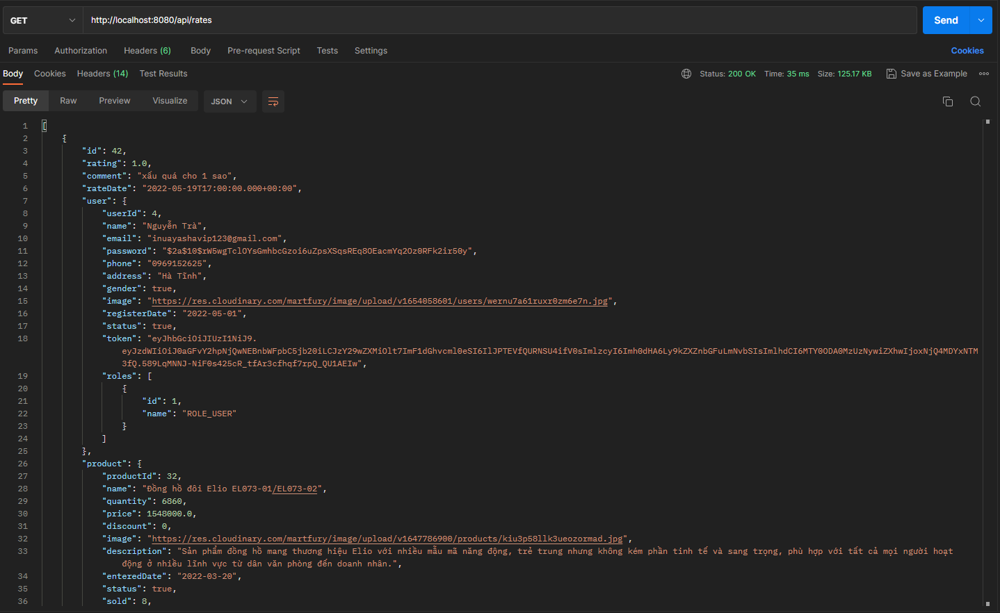 GET http://localhost:8080/api/rates Send
Params Authorization Headers (6) Body Pre-request Script Tests Settings Cookies
Body Cookies Headers (14) Test Results Status: 200 OK Time: 35 ms Size: 125.17 KB Save as Example
Pretty Raw Preview Visualize JSON
1 [
2 {
3 "id": 42,
4 "rating": 1.0,
5 "comment": "xấu quá cho 1 sao",
6 "rateDate": "2022-05-19T17:00:00.000+00:00",
7 "user": {
8 "userId": 4,
9 "name": "Nguyễn Trà",
10 "email": "inuayashavip123@gmail.com",
11 "password": "$2a$10$rW5wgTclOYsGmhbcGzoi6uZpsXSqsREq8OEacmYq2Oz0RFk2ir50y",
12 "phone": "0969152625",
13 "address": "Hà Tĩnh",
14 "gender": true,
15 "image": "https://res.cloudinary.com/martfury/image/upload/v1654058601/users/wernu7a61ruxr0zm6e7n.jpg",
16 "registerDate": "2022-05-01",
17 "status": true,
18 "token": "eyJhbGciOiJIUzI1NiJ9.
eyJzdWIiOiJ0aGFvY2hpNjQwNEBnbWFpbC5jb20iLCJzY29wZXMiOlt7ImF1dGhvcml0eSI6IlJPTEVfQURNSU4ifV0sImlzcyI6Imh0dHA6Ly9kZXZnbGFuLmNvbSIsImlhdCI6MTY0ODA0MzUzNywiZXhwIjoxNjQ4MDYxNTM
3fQ.589LqMNNJ-NiF0s425cR_tfAr3cfhqf7rpQ_QU1AEIw",
19 "roles": [
20 {
21 "id": 1,
22 "name": "ROLE_USER"
23 }
24 ]
25 },
26 "product": {
27 "productId": 32,
28 "name": "Đồng hồ đôi Elio EL073-01/EL073-02",
29 "quantity": 6860,
30 "price": 1548000.0,
31 "discount": 0,
32 "image": "https://res.cloudinary.com/martfury/image/upload/v1647786900/products/kiu3p58llk3ueozormad.jpg",
33 "description": "Sản phẩm đồng hồ mang thương hiệu Elio với nhiều mẫu mã năng động, trẻ trung nhưng không kém phần tinh tế và sang trọng, phù hợp với tất cả mọi người hoạt
động ở nhiều lĩnh vực từ dân văn phòng đến doanh nhân.",
34 "enteredDate": "2022-03-20",
35 "status": true,
36 "sold": 8,